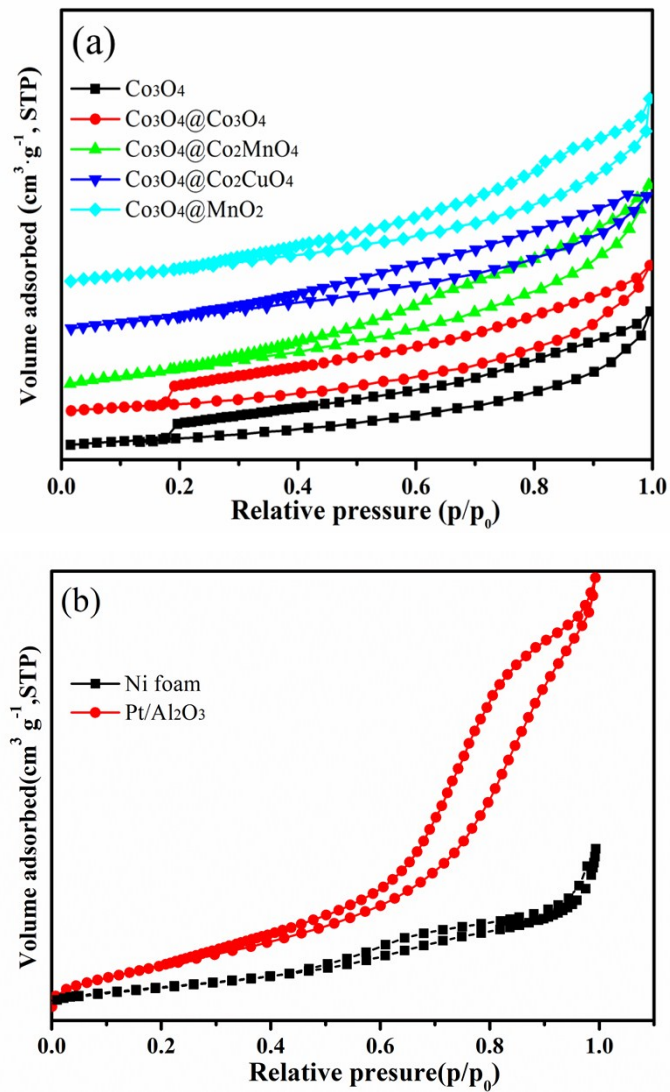 (a)
Co₃O₄
Co₃O₄@Co₃O₄
Co₃O₄@Co₂MnO₄
Co₃O₄@Co₂CuO₄
Co₃O₄@MnO₂
Volume adsorbed (cm³·g⁻¹, STP)
0.0 0.2 0.4 0.6 0.8 1.0
Relative pressure (p/p₀)
(b)
Ni foam
Pt/Al₂O₃
Volume adsorbed(cm³ g⁻¹,STP)
0.0 0.2 0.4 0.6 0.8 1.0
Relative pressure(p/p₀)